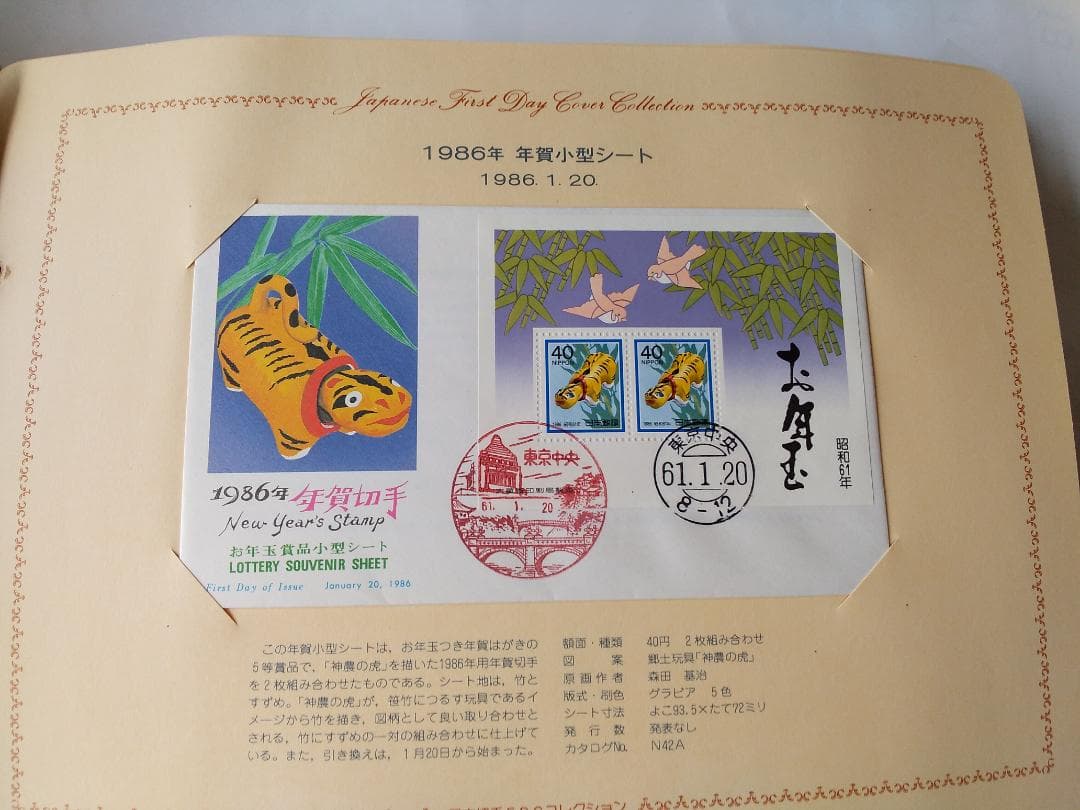 Japanese First Day Cover Collection
1986年 年賀小型シート
1986. 1. 20.
40
NIPPON
日本郵便
40
NIPPON
日本郵便
お年玉
昭和61年
東京中央
61. 1. 20
東京中央
61.1.20
8-12
1986年 年賀切手
New Year's Stamp
お年玉賞品小型シート
LOTTERY SOUVENIR SHEET
First Day of Issue January 20, 1986
この年賀小型シートは、お年玉つき年賀はがきの
5等賞品で、「神農の虎」を描いた1986年用年賀切手
を2枚組み合わせたものである。シート地は、竹と
すずめ。「神農の虎」が、笹竹につるす玩具であるイ
メージから竹を描き、図柄として良い取り合わせと
される、竹にすずめの一対の組み合わせに仕上げて
いる。また、引き換えは、1月20日から始まった。
額面・種類 40円 2枚組み合わせ
図案 郷土玩具「神農の虎」
原画作者 森田 基治
版式・刷色 グラビア 5色
シート寸法 よこ93.5×たて72ミリ
発行数 発表なし
カタログNo. N42A
コレクション